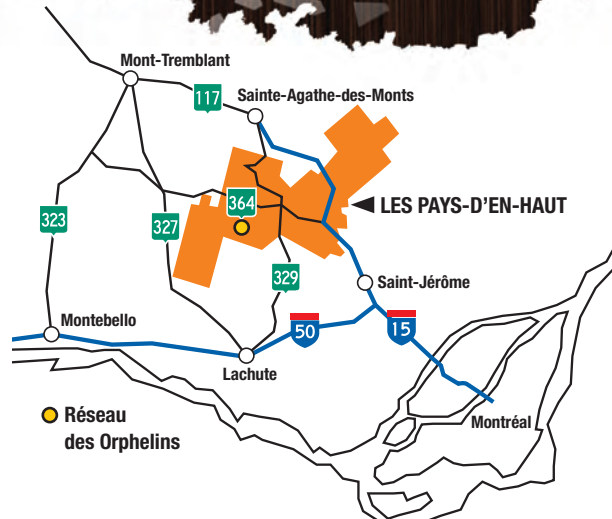 Mont-Tremblant
117
Sainte-Agathe-des-Monts
364
LES PAYS-D'EN-HAUT
323
327
329
Saint-Jérôme
Montebello
50
15
Lachute
Réseau
des Orphelins
Montréal